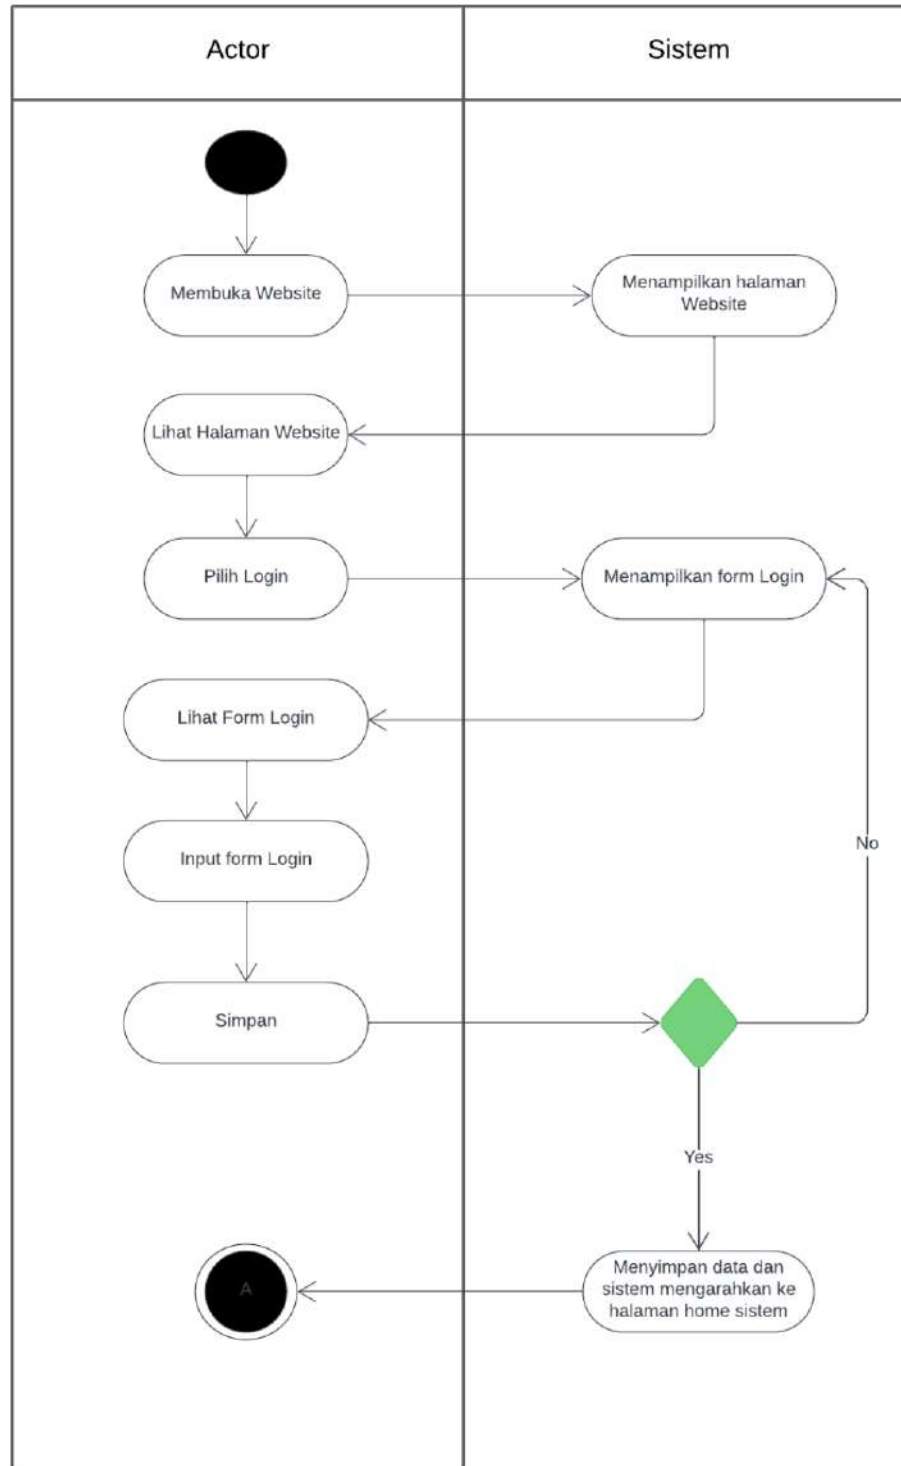 Actor
Sistem
Membuka Website
Menampilkan halaman
Website
Lihat Halaman Website
Pilih Login
Menampilkan form Login
Lihat Form Login
Input form Login
No
Simpan
Yes
Menyimpan data dan
sistem mengarahkan ke
halaman home sistem
A